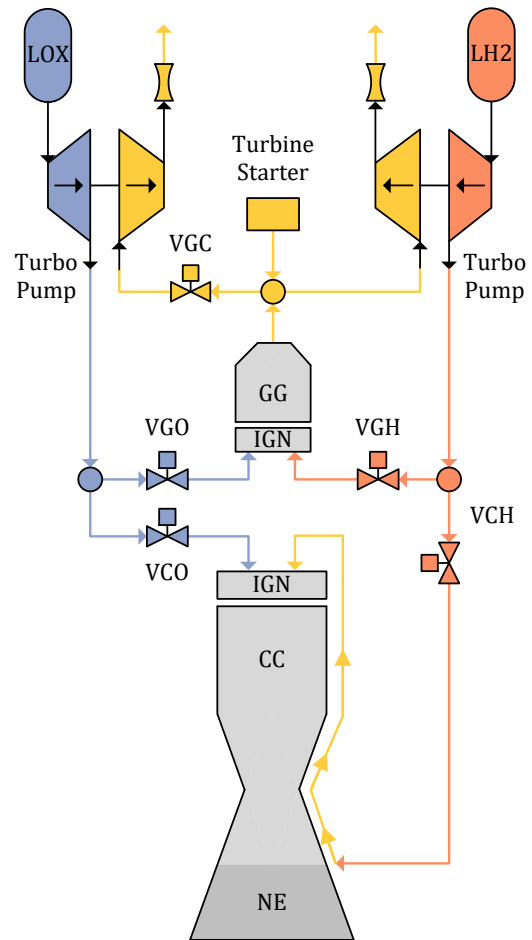 LOX
LH2
Turbine
Starter
VGC
Turbo
Pump
Turbo
Pump
GG
VGO
IGN
VGH
VCH
VCO
IGN
CC
NE